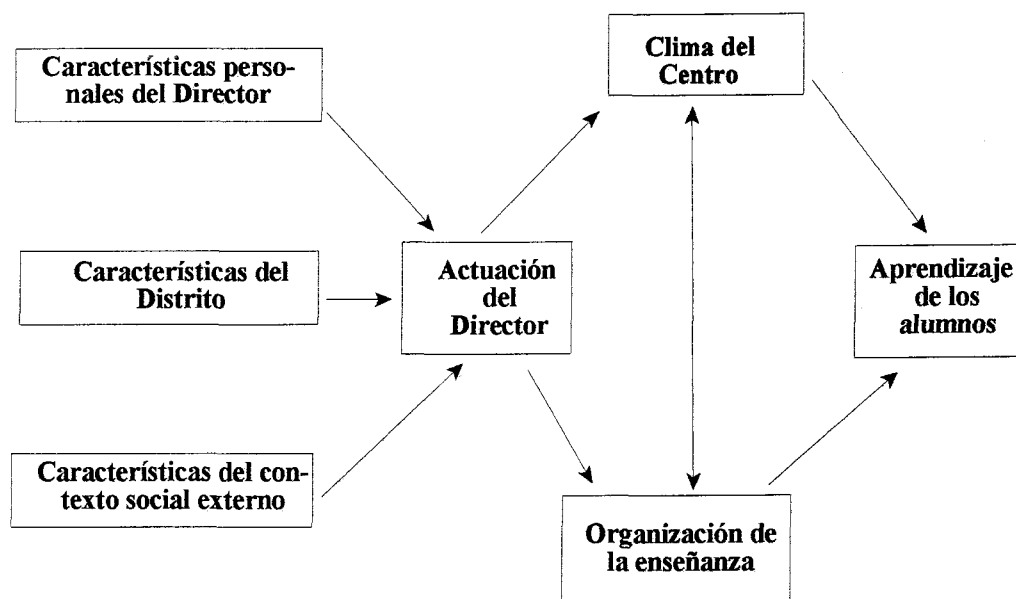 Características perso-
nales del Director
Características del
Distrito
Características del con-
texto social externo
Actuación
del
Director
Clima del
Centro
Organización de
la enseñanza
Aprendizaje
de los
alumnos